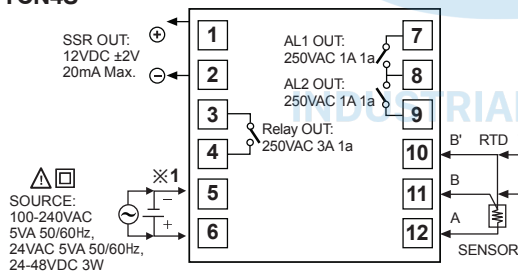 SSR OUT:
12VDC ±2V
20mA Max.
1
2
3
4
5
6
Relay OUT:
250VAC 3A 1a
AL1 OUT:
250VAC 1A 1a
AL2 OUT:
250VAC 1A 1a
7
8
9
10
11
12
INDUSTRIAL
B' RTD
B
A
SENSOR
※1
SOURCE:
100-240VAC
5VA 50/60Hz,
24VAC 5VA 50/60Hz,
24-48VDC 3W